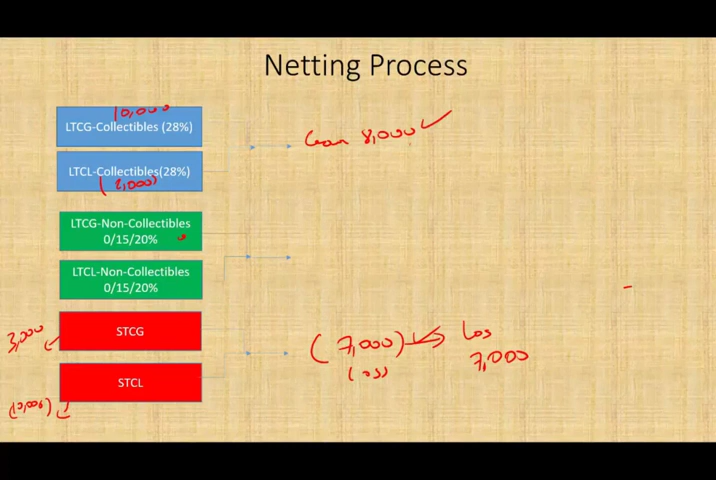 Netting Process
10,000
LTCG-Collectibles (28%)
Gain 8,000
LTCL-Collectibles(28%)
(2,000)
LTCG-Non-Collectibles
0/15/20%
LTCL-Non-Collectibles
0/15/20%
3,000
STCG
(7,000)
Loss
Loss
7,000
STCL
(10,000)